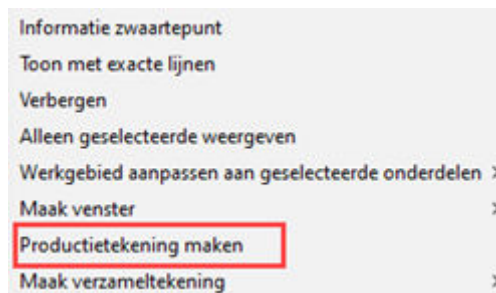 Informatie zwaartepunt
Toon met exacte lijnen
Verbergen
Alleen geselecteerde weergeven
Werkgebied aanpassen aan geselecteerde onderdelen
Maak venster
Productietekening maken
Maak verzameltekening